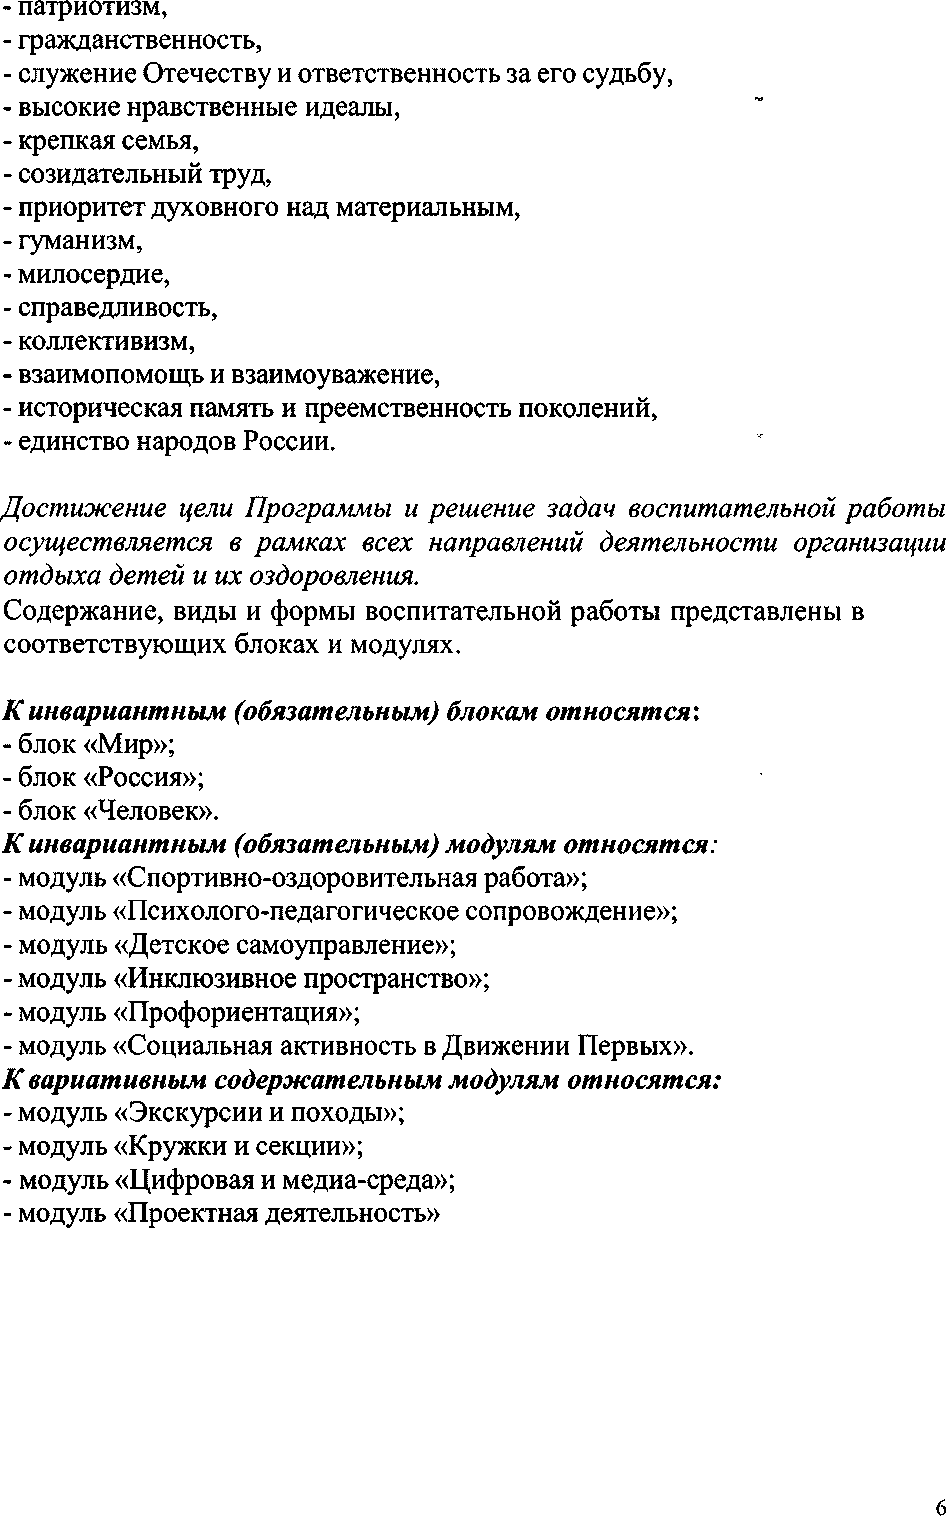 - патриотизм,
- гражданственность,
- служение Отечеству и ответственность за его судьбу,
- высокие нравственные идеалы,
- крепкая семья,
- созидательный труд,
- приоритет духовного над материальным,
- гуманизм,
- милосердие,
- справедливость,
- коллективизм,
- взаимопомощь и взаимоуважение,
- историческая память и преемственность поколений,
- единство народов России.
Достижение цели Программы и решение задач воспитательной работы
осуществляется в рамках всех направлений деятельности организации
отдыха детей и их оздоровления.
Содержание, виды и формы воспитательной работы представлены в
соответствующих блоках и модулях.
К инвариантным (обязательным) блокам относятся:
- блок «Мир»;
- блок «Россия»;
- блок «Человек».
К инвариантным (обязательным) модулям относятся:
- модуль «Спортивно-оздоровительная работа»;
- модуль «Психолого-педагогическое сопровождение»;
- модуль «Детское самоуправление»;
- модуль «Инклюзивное пространство»;
- модуль «Профориентация»;
- модуль «Социальная активность в Движении Первых».
К вариативным содержательным модулям относятся:
- модуль «Экскурсии и походы»;
- модуль «Кружки и секции»;
- модуль «Цифровая и медиа-среда»;
- модуль «Проектная деятельность»
6